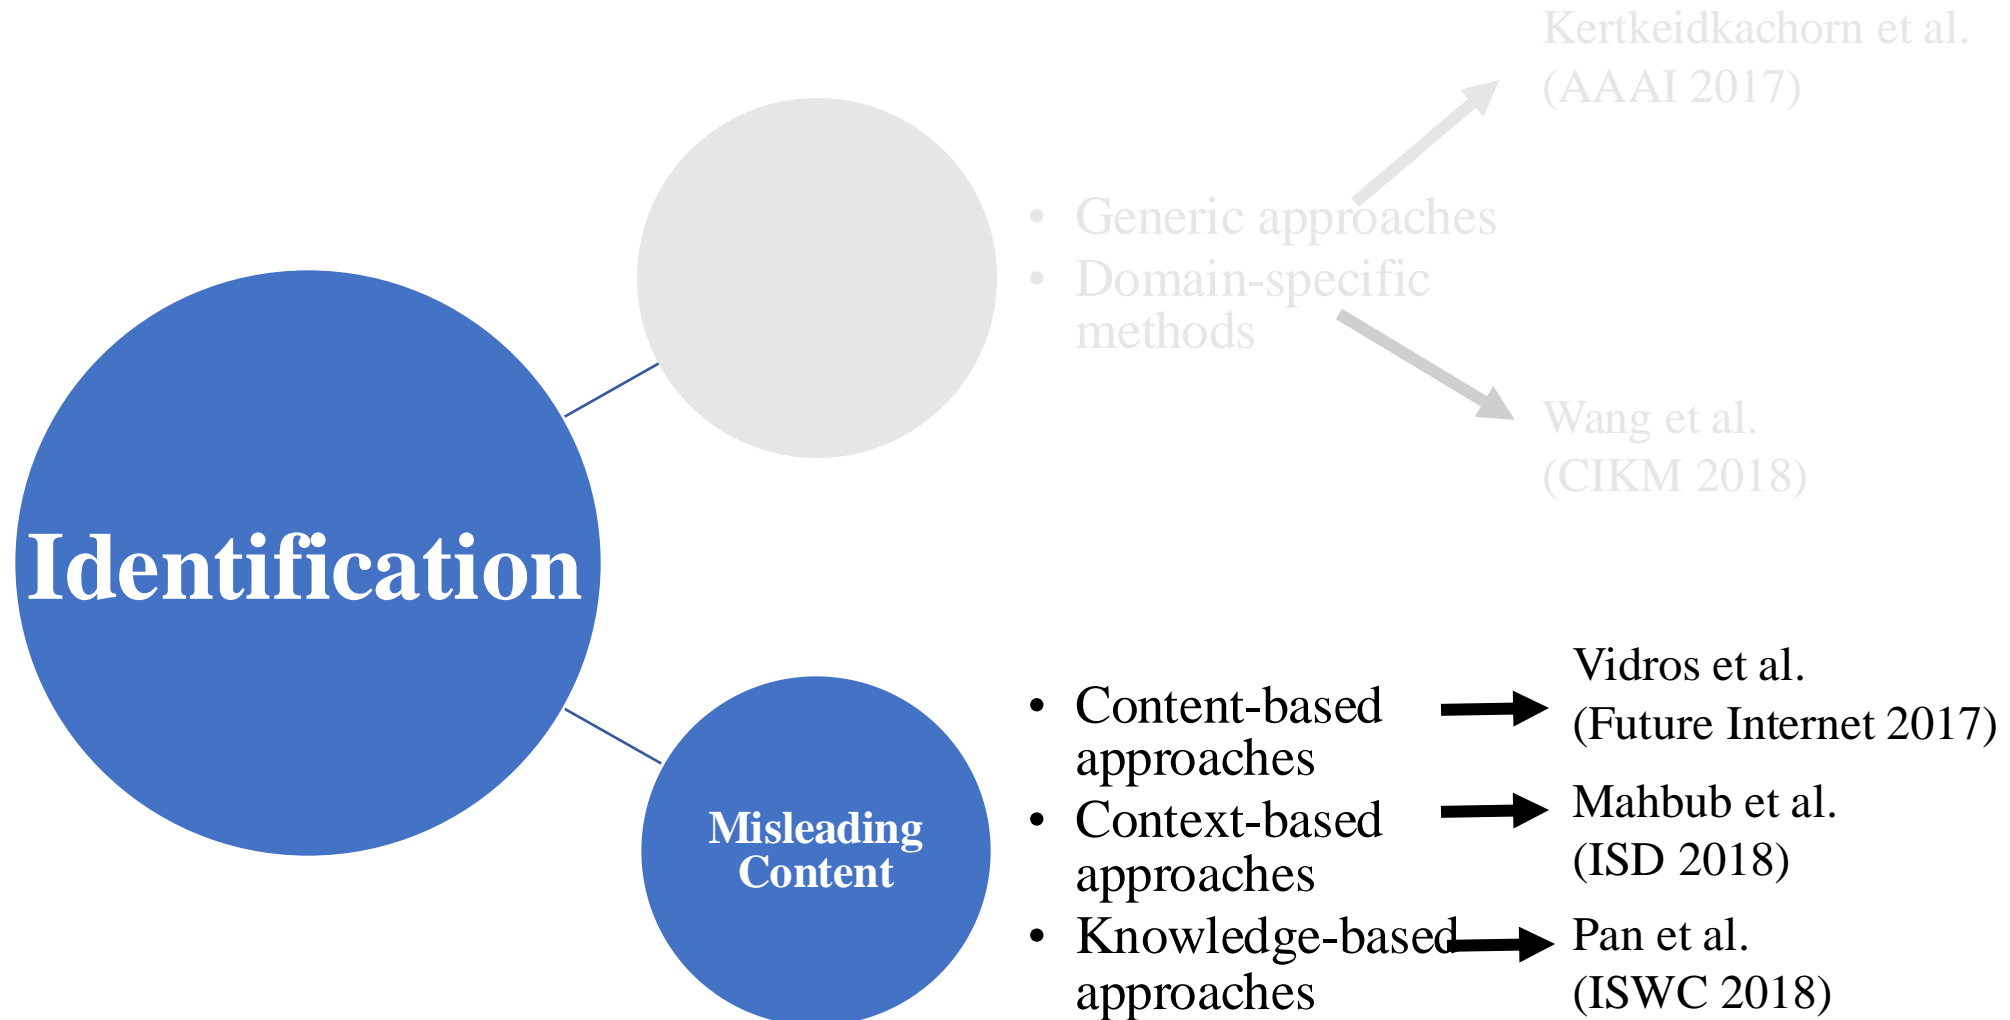 Kertkeidkachorn et al.
(AAAI 2017)
• Generic approaches
• Domain-specific
methods
Wang et al.
(CIKM 2018)
Identification
Misleading
Content
• Content-based
approaches
• Context-based
approaches
• Knowledge-based
approaches
Vidros et al.
(Future Internet 2017)
Mahbub et al.
(ISD 2018)
Pan et al.
(ISWC 2018)